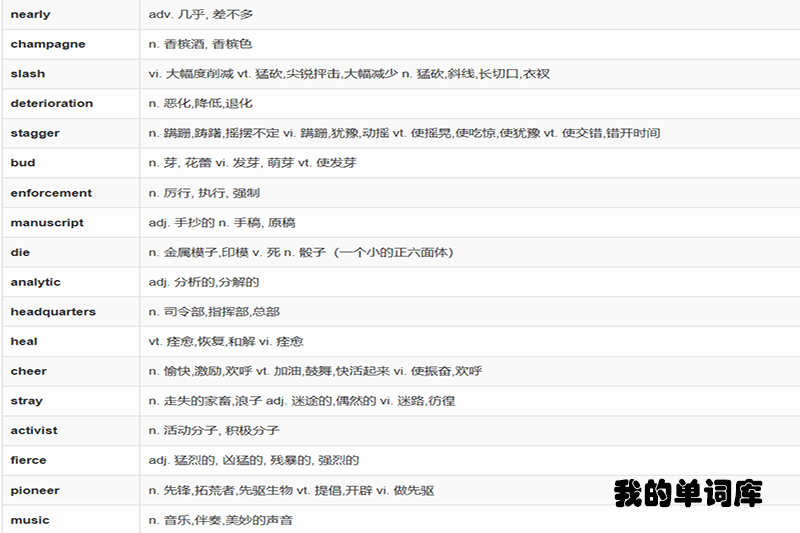 nearly adv. 几乎, 差不多
champagne n. 香槟酒, 香槟色
slash vi. 大幅度削减 vt. 猛砍,尖锐抨击,大幅减少 n. 猛砍,斜线,长切口,衣衩
deterioration n. 恶化,降低,退化
stagger n. 蹒跚,踌躇,摇摆不定 vi. 蹒跚,犹豫,动摇 vt. 使摇晃,使吃惊,使犹豫 vt. 使交错,错开时间
bud n. 芽, 花蕾 vi. 发芽, 萌芽 vt. 使发芽
enforcement n. 厉行, 执行, 强制
manuscript adj. 手抄的 n. 手稿, 原稿
die n. 金属模子,印模 v. 死 n. 骰子（一个小的正六面体）
analytic adj. 分析的,分解的
headquarters n. 司令部,指挥部,总部
heal vt. 痊愈,恢复,和解 vi. 痊愈
cheer n. 愉快,激励,欢呼 vt. 加油,鼓舞,快活起来 vi. 使振奋,欢呼
stray n. 走失的家畜,浪子 adj. 迷途的,偶然的 vi. 迷路,彷徨
activist n. 活动分子, 积极分子
fierce adj. 猛烈的, 凶猛的, 残暴的, 强烈的
pioneer n. 先锋,拓荒者,先驱生物 vt. 提倡,开辟 vi. 做先驱
music n. 音乐,伴奏,美妙的声音
我的单词库